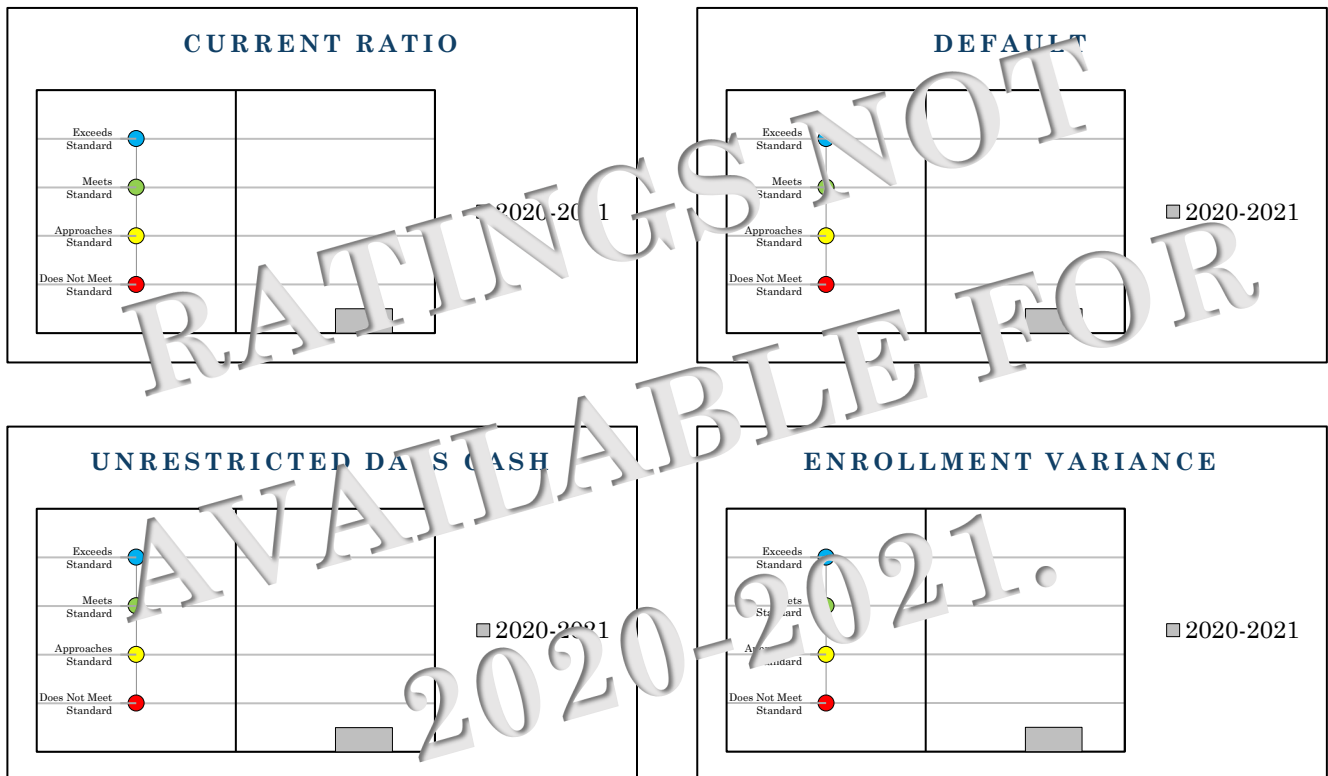 CURRENT RATIO
Exceeds
Standard
Meets
Standard
Approaches
Standard
Does Not Meet
Standard
2020-2021
DEFAULT
Exceeds
Standard
Meets
Standard
Approaches
Standard
Does Not Meet
Standard
2020-2021
UNRESTRICTED DAYS CASH
Exceeds
Standard
Meets
Standard
Approaches
Standard
Does Not Meet
Standard
2020-2021
ENROLLMENT VARIANCE
Exceeds
Standard
Meets
Standard
Approaches
Standard
Does Not Meet
Standard
2020-2021
RATINGS NOT
AVAILABLE FOR
2020-2021.